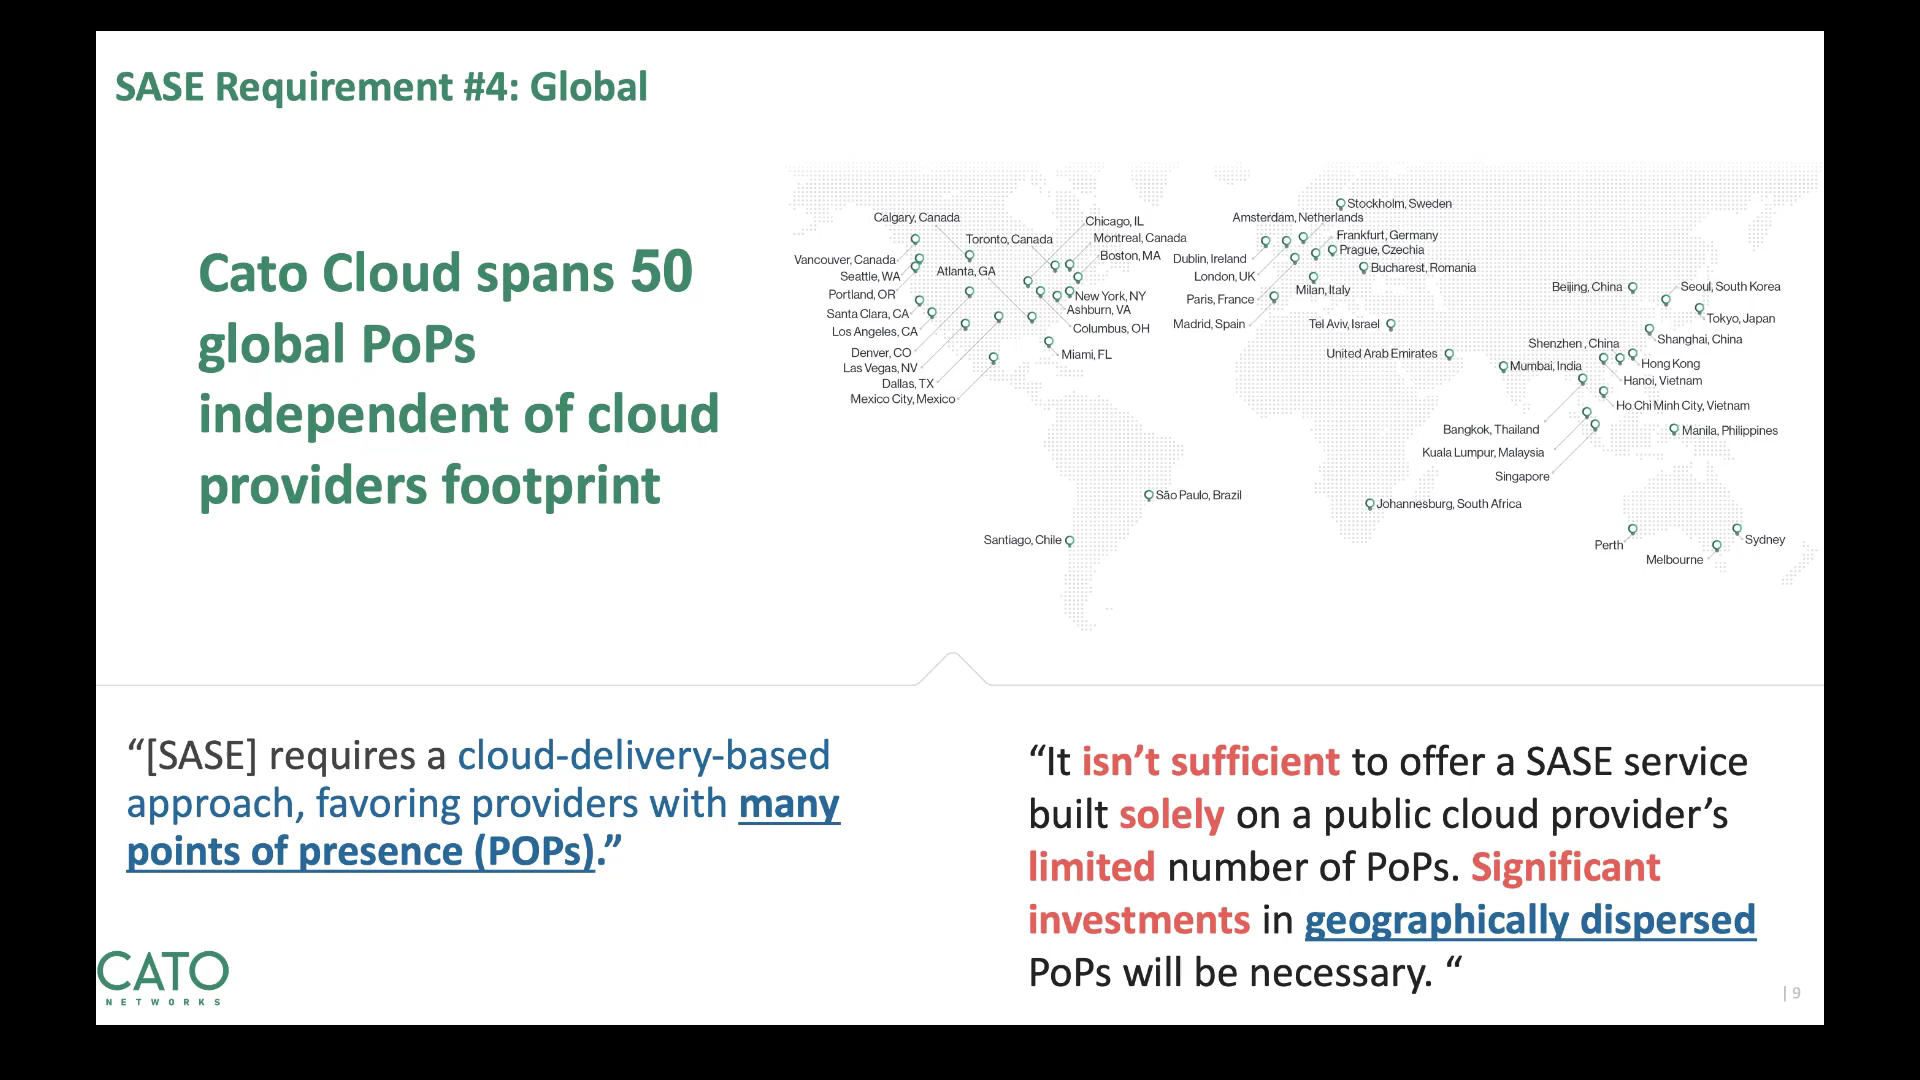 SASE Requirement #4: Global
Cato Cloud spans 50
global PoPs
independent of cloud
providers footprint
Calgary, Canada
Vancouver, Canada
Seattle, WA
Portland, OR
Santa Clara, CA
Los Angeles, CA
Denver, CO
Las Vegas, NV
Dallas, TX
Mexico City, Mexico
Toronto, Canada
Atlanta, GA
Chicago, IL
Montreal, Canada
Boston, MA
New York, NY
Ashburn, VA
Columbus, OH
Miami, FL
São Paulo, Brazil
Santiago, Chile
Stockholm, Sweden
Amsterdam, Netherlands
Frankfurt, Germany
Prague, Czechia
Dublin, Ireland
Bucharest, Romania
London, UK
Milan, Italy
Paris, France
Madrid, Spain
Tel Aviv, Israel
United Arab Emirates
Johannesburg, South Africa
Beijing, China
Seoul, South Korea
Tokyo, Japan
Shanghai, China
Shenzhen , China
Hong Kong
Mumbai, India
Hanoi, Vietnam
Ho Chi Minh City, Vietnam
Bangkok, Thailand
Manila, Philippines
Kuala Lumpur, Malaysia
Singapore
Perth
Melbourne
Sydney
“[SASE] requires a cloud-delivery-based
approach, favoring providers with many
points of presence (POPs).”
“It isn’t sufficient to offer a SASE service
built solely on a public cloud provider’s
limited number of PoPs. Significant
investments in geographically dispersed
PoPs will be necessary. “
CATO
NETWORKS
| 9